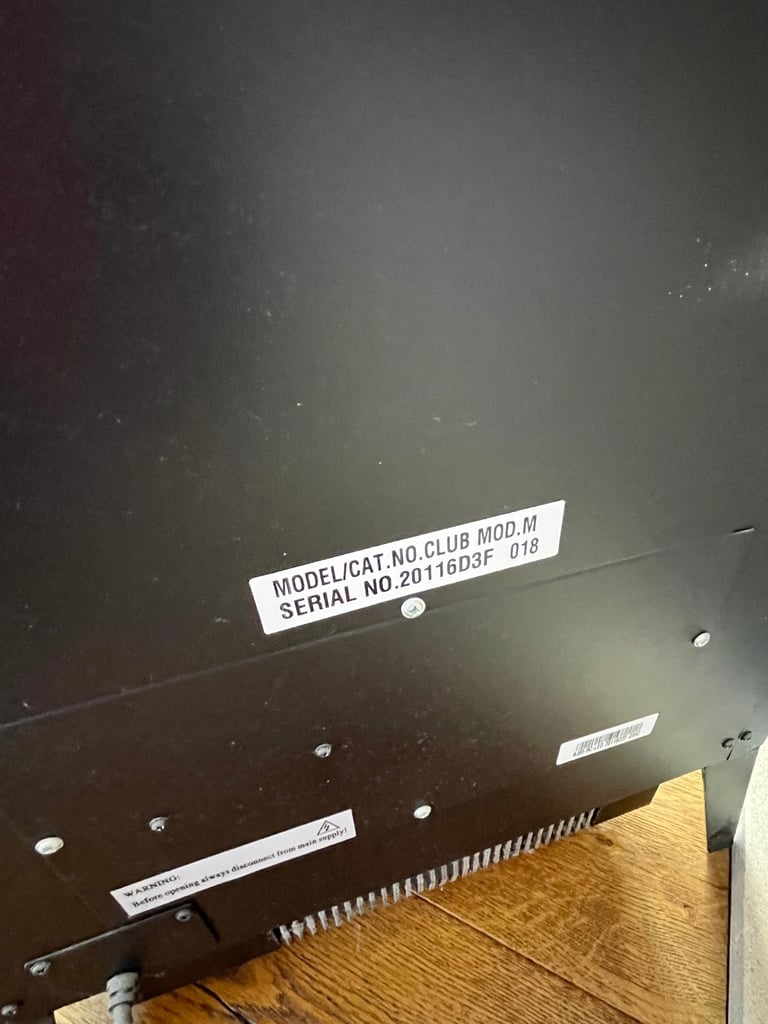 MODEL/CAT.NO.CLUB MOD.M
SERIAL NO.20116D3F 018
WARNING:
Before opening always disconnect from main supply!